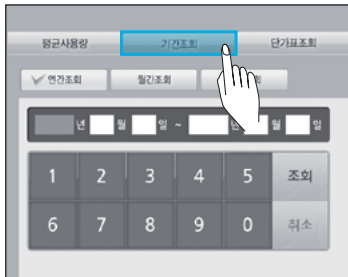 평균사용량 기간조회 단가표조회
연간조회 월간조회 회
년 월 일 ~ 년 월 일
1 2 3 4 5 조회
6 7 8 9 0 취소